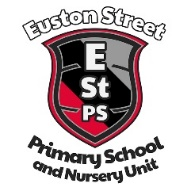 Euston Street
E
St
PS
Primary School
and Nursery Unit